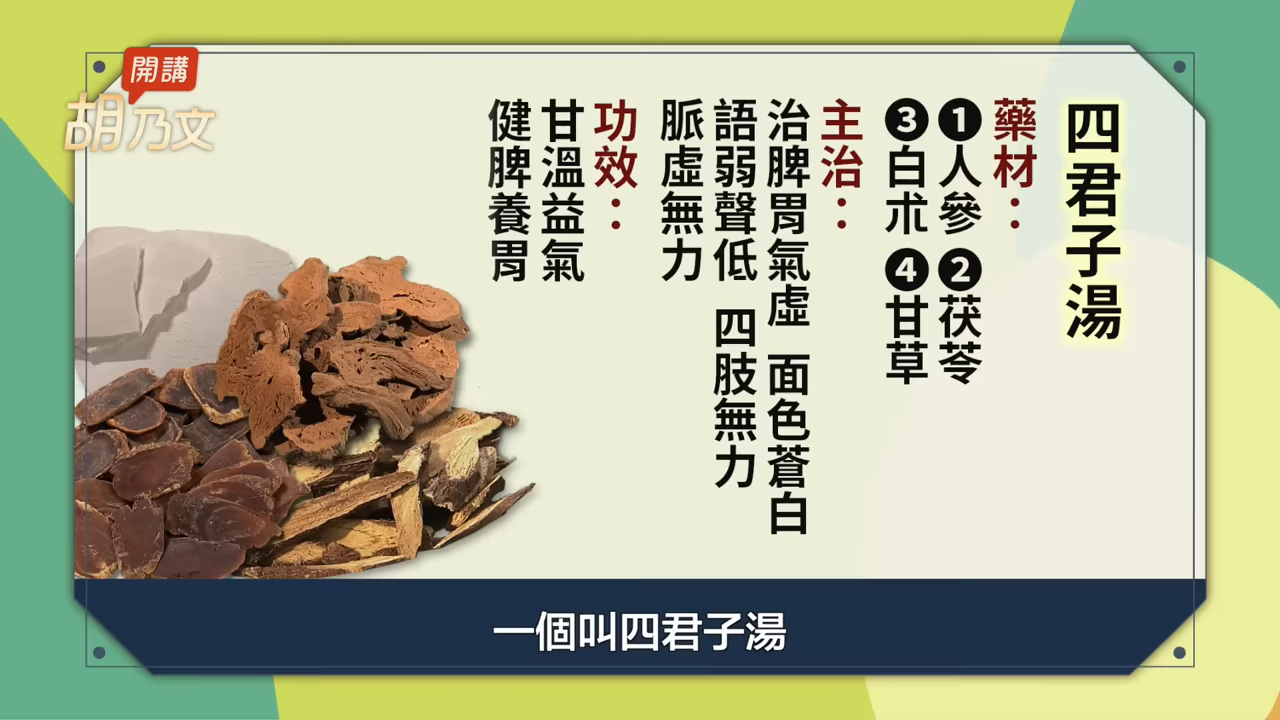 開講
胡乃文
四君子湯
藥材：
❶人參 ❷茯苓
❸白朮 ❹甘草
主治：
治脾胃氣虛 面色蒼白
語弱聲低 四肢無力
脈虛無力
功效：
甘溫益氣
健脾養胃
一個叫四君子湯